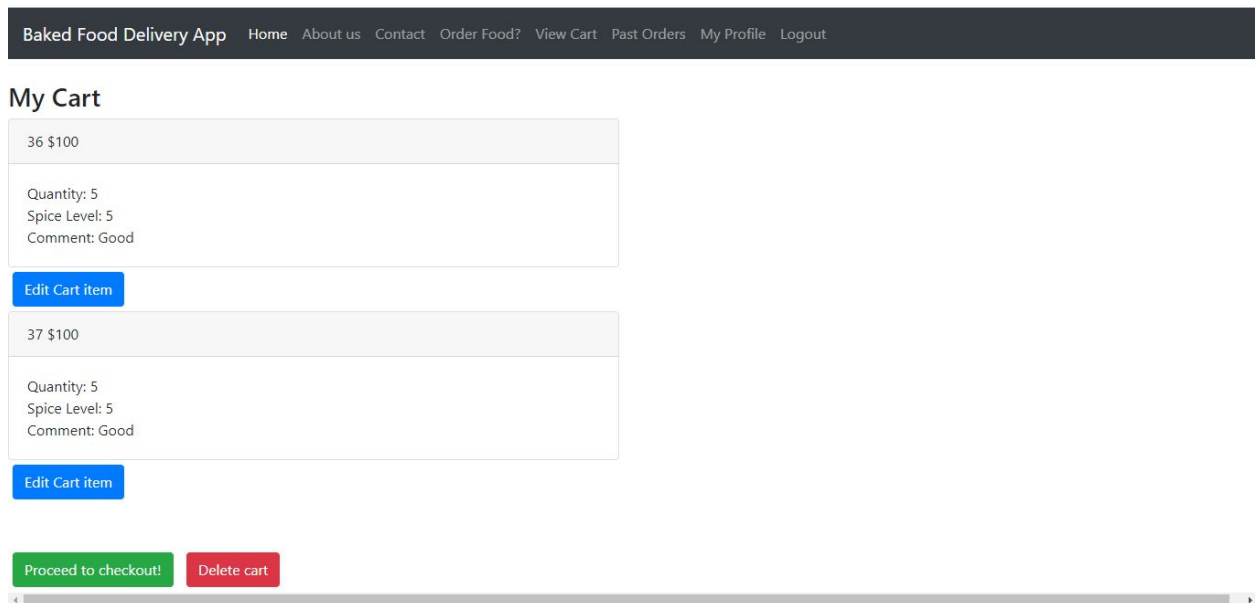 Baked Food Delivery App Home About us Contact Order Food? View Cart Past Orders My Profile Logout
My Cart
36 $100
Quantity: 5
Spice Level: 5
Comment: Good
Edit Cart item
37 $100
Quantity: 5
Spice Level: 5
Comment: Good
Edit Cart item
Proceed to checkout! Delete cart